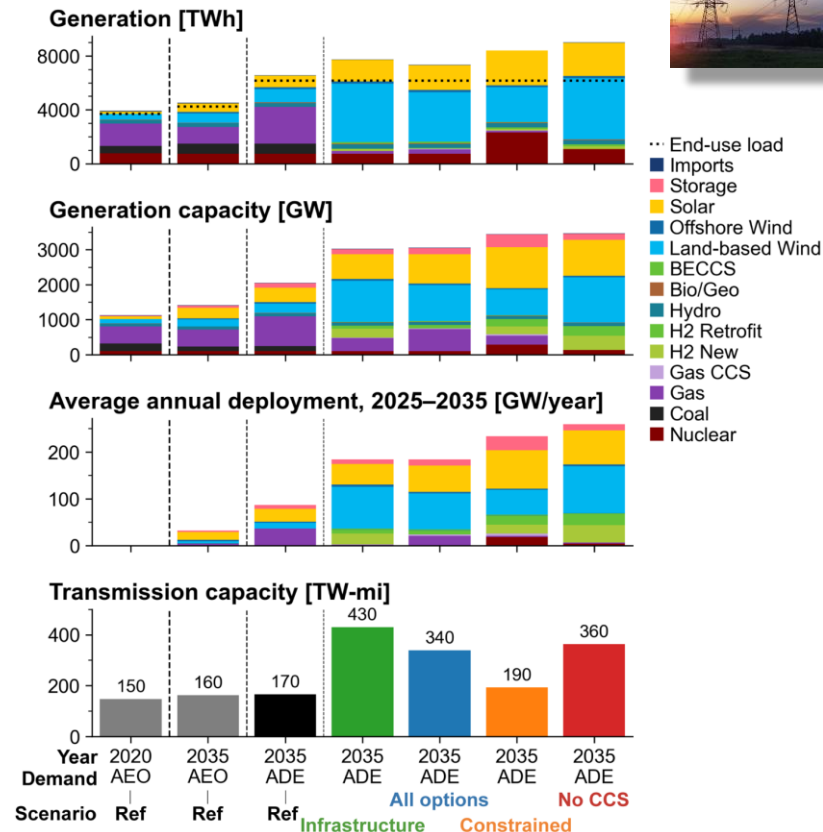 Generation [TWh]
8000
4000
0
Generation capacity [GW]
3000
2000
1000
0
Average annual deployment, 2025–2035 [GW/year]
200
100
0
Transmission capacity [TW-mi]
400
200
0
150
160
170
430
340
190
360
Year 2020 2035 2035 2035 2035 2035 2035
Demand AEO AEO ADE ADE ADE ADE ADE
Scenario Ref Ref Ref Infrastructure All options Constrained No CCS
End-use load
Imports
Storage
Solar
Offshore Wind
Land-based Wind
BECCS
Bio/Geo
Hydro
H2 Retrofit
H2 New
Gas CCS
Gas
Coal
Nuclear